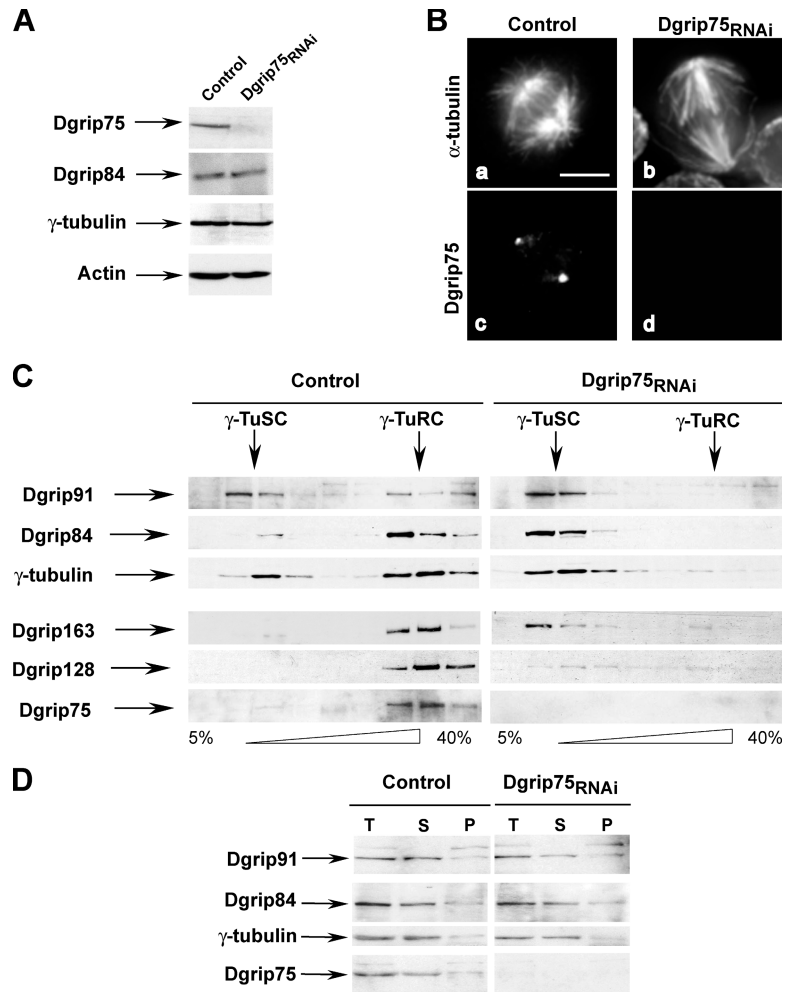 A
Control
Dgrip75RNAi
Dgrip75
Dgrip84
γ-tubulin
Actin
B
Control
Dgrip75RNAi
α-tubulin
a
b
Dgrip75
c
d
C
Control
Dgrip75RNAi
γ-TuSC
γ-TuRC
γ-TuSC
γ-TuRC
Dgrip91
Dgrip84
γ-tubulin
Dgrip163
Dgrip128
Dgrip75
5%
40%
5%
40%
D
Control
Dgrip75RNAi
T S P T S P
Dgrip91
Dgrip84
γ-tubulin
Dgrip75